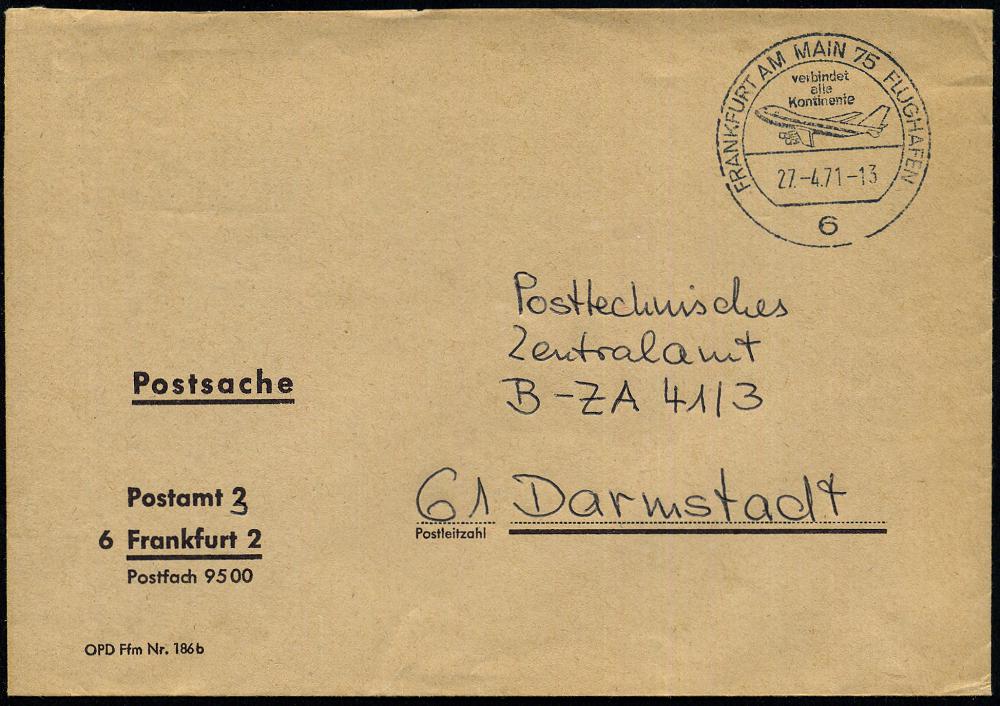 FRANKFURT AM MAIN 75 FLUGHAFEN
verbindet
alle
Kontinente
27.-4.71-13
6
Posttechnisches
Zentralamt
B-ZA 41/3
Postsache
61 Darmstadt
Postleitzahl
Postamt 3
6 Frankfurt 2
Postfach 9500
OPD Ffm Nr. 186b